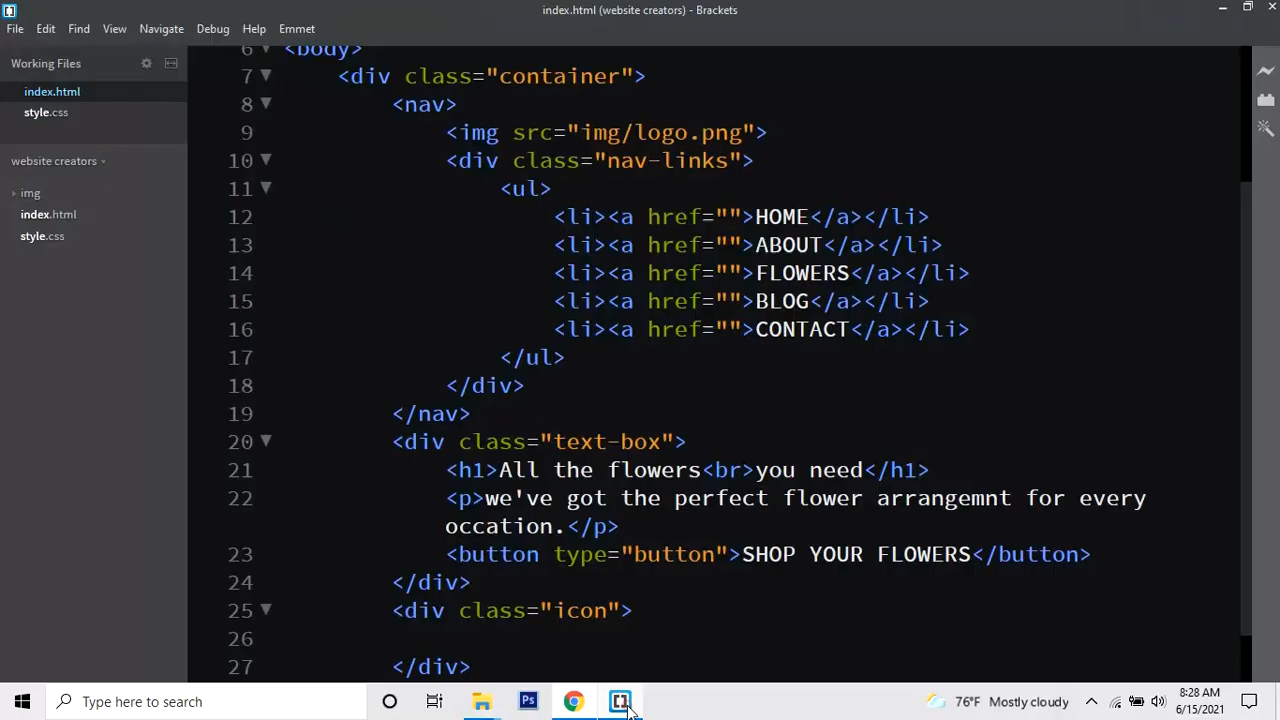 index.html (website creators) - Brackets
File Edit Find View Navigate Debug Help Emmet
Working Files
index.html
style.css
website creators
img
index.html
style.css
6 <body>
7 <div class="container">
8 <nav>
9 <img src="img/logo.png">
10 <div class="nav-links">
11 <ul>
12 <li><a href="">HOME</a></li>
13 <li><a href="">ABOUT</a></li>
14 <li><a href="">FLOWERS</a></li>
15 <li><a href="">BLOG</a></li>
16 <li><a href="">CONTACT</a></li>
17 </ul>
18 </div>
19 </nav>
20 <div class="text-box">
21 <h1>All the flowers<br>you need</h1>
22 <p>we've got the perfect flower arrangemnt for every
occation.</p>
23 <button type="button">SHOP YOUR FLOWERS</button>
24 </div>
25 <div class="icon">
26
27 </div>
Type here to search
Ps
76°F Mostly cloudy
8:28 AM
6/15/2021